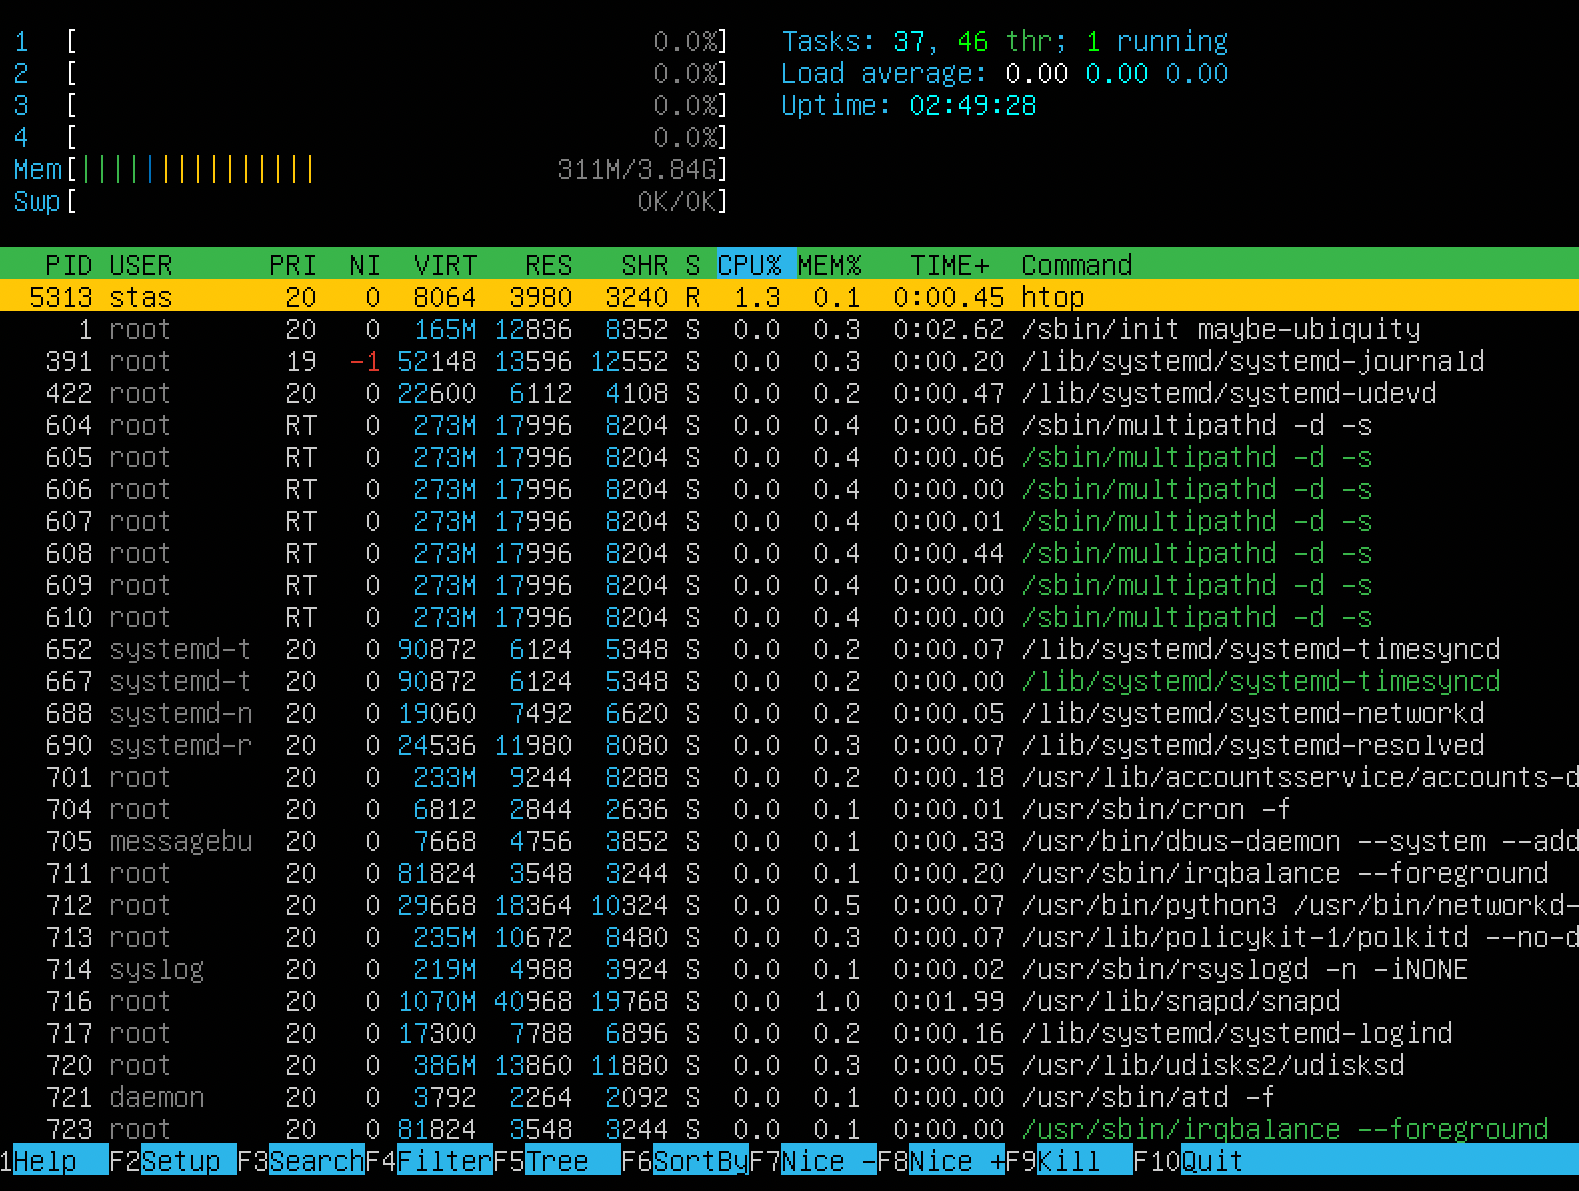 1 [ 0.0%] Tasks: 37, 46 thr; 1 running
2 [ 0.0%] Load average: 0.00 0.00 0.00
3 [ 0.0%] Uptime: 02:49:28
4 [ 0.0%]
Mem[||||||||||||||| 311M/3.84G]
Swp[ 0K/0K]
PID USER PRI NI VIRT RES SHR S CPU% MEM% TIME+ Command
5313 stas 20 0 8064 3980 3240 R 1.3 0.1 0:00.45 htop
1 root 20 0 165M 12836 8352 S 0.0 0.3 0:02.62 /sbin/init maybe-ubiquity
391 root 19 -1 52148 13596 12552 S 0.0 0.3 0:00.20 /lib/systemd/systemd-journald
422 root 20 0 22600 6112 4108 S 0.0 0.2 0:00.47 /lib/systemd/systemd-udevd
604 root RT 0 273M 17996 8204 S 0.0 0.4 0:00.68 /sbin/multipathd -d -s
605 root RT 0 273M 17996 8204 S 0.0 0.4 0:00.06 /sbin/multipathd -d -s
606 root RT 0 273M 17996 8204 S 0.0 0.4 0:00.00 /sbin/multipathd -d -s
607 root RT 0 273M 17996 8204 S 0.0 0.4 0:00.01 /sbin/multipathd -d -s
608 root RT 0 273M 17996 8204 S 0.0 0.4 0:00.44 /sbin/multipathd -d -s
609 root RT 0 273M 17996 8204 S 0.0 0.4 0:00.00 /sbin/multipathd -d -s
610 root RT 0 273M 17996 8204 S 0.0 0.4 0:00.00 /sbin/multipathd -d -s
652 systemd-t 20 0 90872 6124 5348 S 0.0 0.2 0:00.07 /lib/systemd/systemd-timesyncd
667 systemd-t 20 0 90872 6124 5348 S 0.0 0.2 0:00.00 /lib/systemd/systemd-timesyncd
688 systemd-n 20 0 19060 7492 6620 S 0.0 0.2 0:00.05 /lib/systemd/systemd-networkd
690 systemd-r 20 0 24536 11980 8080 S 0.0 0.3 0:00.07 /lib/systemd/systemd-resolved
701 root 20 0 233M 9244 8288 S 0.0 0.2 0:00.18 /usr/lib/accountsservice/accounts-d
704 root 20 0 6812 2844 2636 S 0.0 0.1 0:00.01 /usr/sbin/cron -f
705 messagebu 20 0 7668 4756 3852 S 0.0 0.1 0:00.33 /usr/bin/dbus-daemon --system --add
711 root 20 0 81824 3548 3244 S 0.0 0.1 0:00.20 /usr/sbin/irqbalance --foreground
712 root 20 0 29668 18364 10324 S 0.0 0.5 0:00.07 /usr/bin/python3 /usr/bin/networkd-
713 root 20 0 235M 10672 8480 S 0.0 0.3 0:00.07 /usr/lib/policykit-1/polkitd --no-d
714 syslog 20 0 219M 4988 3924 S 0.0 0.1 0:00.02 /usr/sbin/rsyslogd -n -iNONE
716 root 20 0 1070M 40968 19768 S 0.0 1.0 0:01.99 /usr/lib/snapd/snapd
717 root 20 0 17300 7788 6896 S 0.0 0.2 0:00.16 /lib/systemd/systemd-logind
720 root 20 0 386M 13860 11880 S 0.0 0.3 0:00.05 /usr/lib/udisks2/udisksd
721 daemon 20 0 3792 2264 2092 S 0.0 0.1 0:00.00 /usr/sbin/atd -f
723 root 20 0 81824 3548 3244 S 0.0 0.1 0:00.00 /usr/sbin/irqbalance --foreground
1Help F2Setup F3SearchF4FilterF5Tree F6SortByF7Nice -F8Nice +F9Kill F10Quit